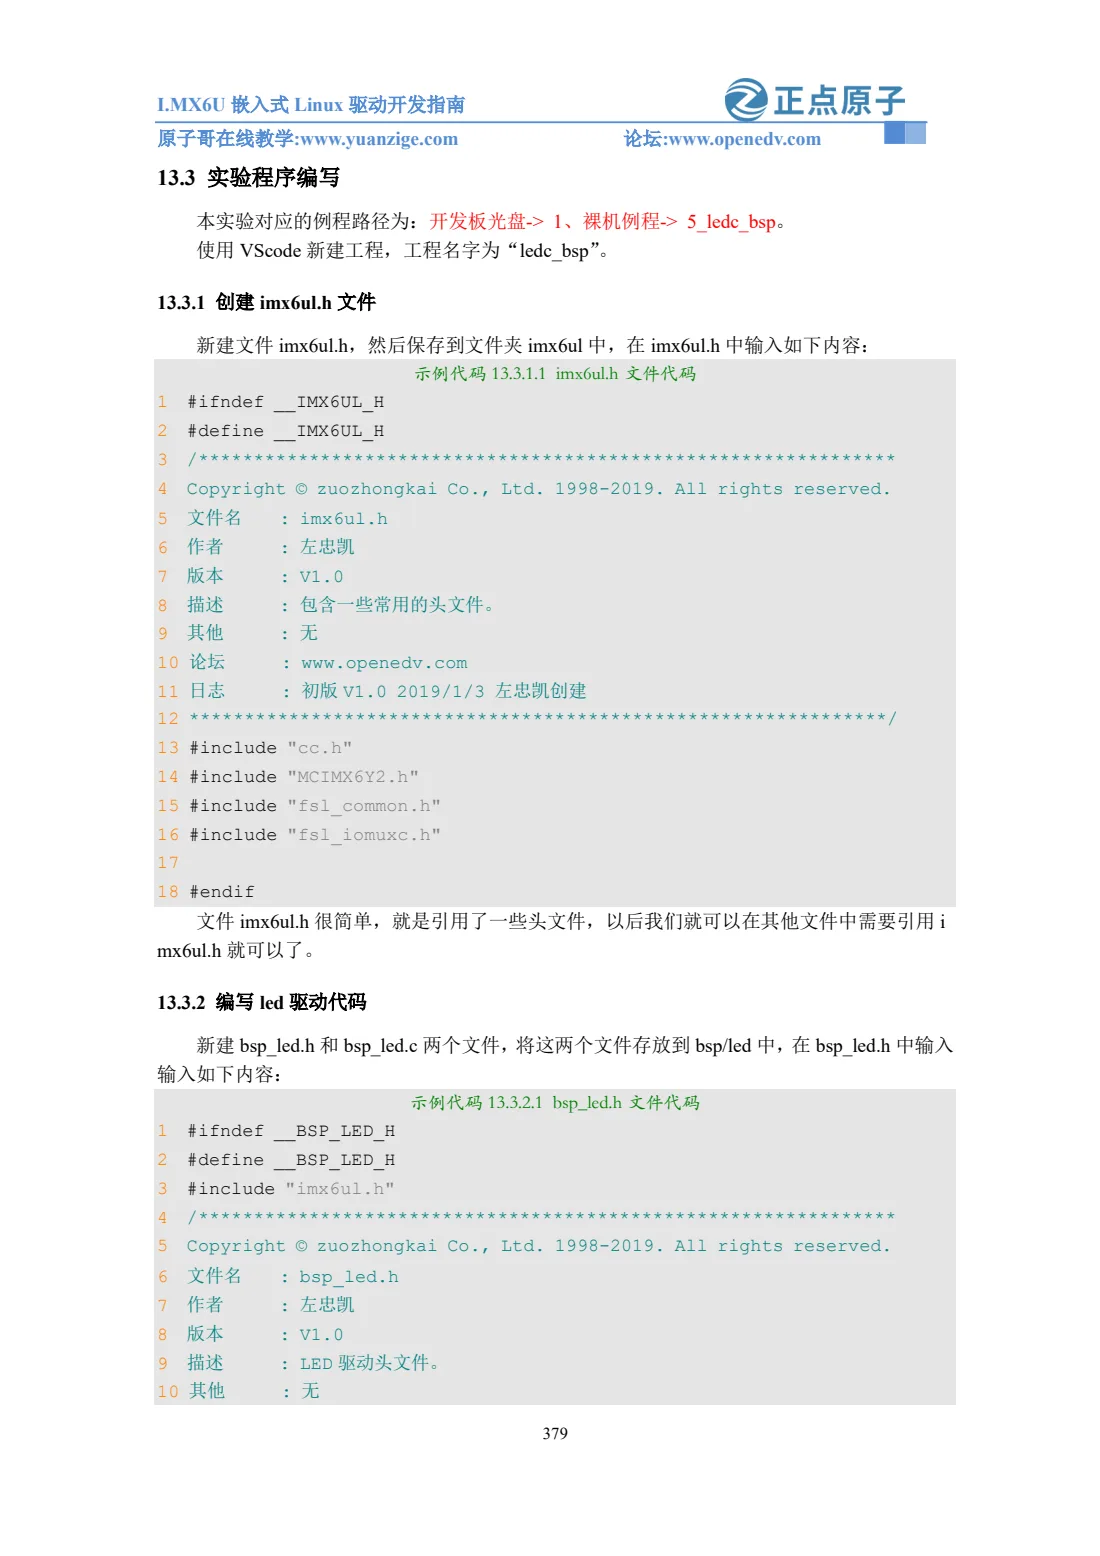 I.MX6U 嵌入式 Linux 驱动开发指南
正点原子
原子哥在线教学:www.yuanzige.com 论坛:www.openedv.com
13.3 实验程序编写
本实验对应的例程路径为：开发板光盘-> 1、裸机例程-> 5_ledc_bsp。
使用 VScode 新建工程，工程名字为“ledc_bsp”。
13.3.1 创建 imx6ul.h 文件
新建文件 imx6ul.h，然后保存到文件夹 imx6ul 中，在 imx6ul.h 中输入如下内容：
示例代码 13.3.1.1 imx6ul.h 文件代码
1 #ifndef __IMX6UL_H
2 #define __IMX6UL_H
3 /****************************************************************
4 Copyright © zuozhongkai Co., Ltd. 1998-2019. All rights reserved.
5 文件名 : imx6ul.h
6 作者 : 左忠凯
7 版本 : V1.0
8 描述 : 包含一些常用的头文件。
9 其他 : 无
10 论坛 : www.openedv.com
11 日志 : 初版 V1.0 2019/1/3 左忠凯创建
12 ****************************************************************/
13 #include "cc.h"
14 #include "MCIMX6Y2.h"
15 #include "fsl_common.h"
16 #include "fsl_iomuxc.h"
17
18 #endif
文件 imx6ul.h 很简单，就是引用了一些头文件，以后我们就可以在其他文件中需要引用 i
mx6ul.h 就可以了。
13.3.2 编写 led 驱动代码
新建 bsp_led.h 和 bsp_led.c 两个文件，将这两个文件存放到 bsp/led 中，在 bsp_led.h 中输入
输入如下内容：
示例代码 13.3.2.1 bsp_led.h 文件代码
1 #ifndef __BSP_LED_H
2 #define __BSP_LED_H
3 #include "imx6ul.h"
4 /****************************************************************
5 Copyright © zuozhongkai Co., Ltd. 1998-2019. All rights reserved.
6 文件名 : bsp_led.h
7 作者 : 左忠凯
8 版本 : V1.0
9 描述 : LED 驱动头文件。
10 其他 : 无
379